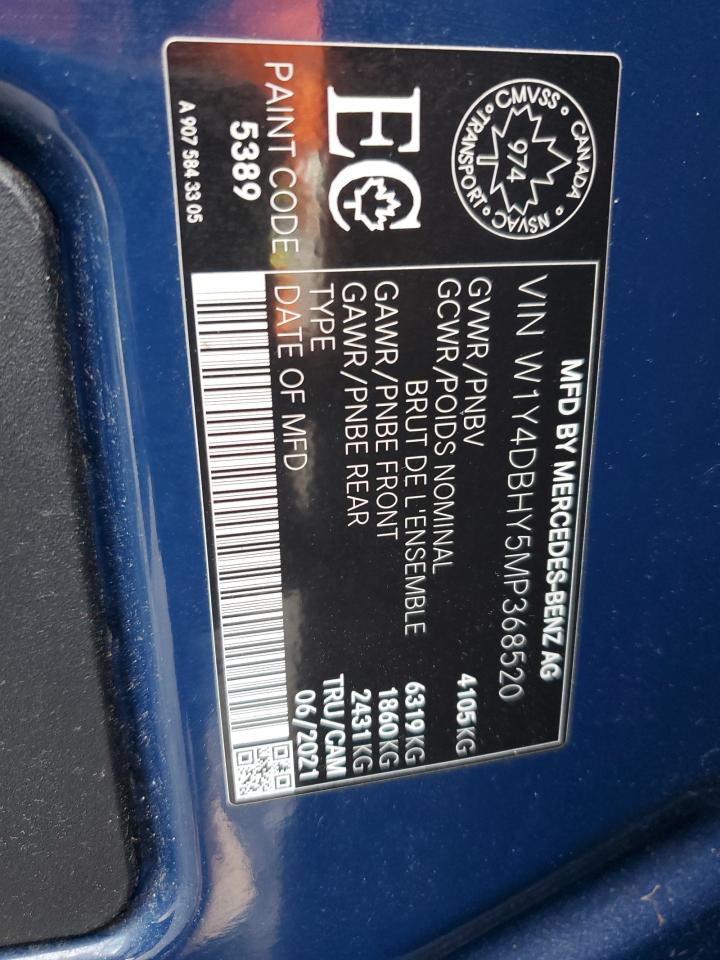 CMVSS • CANADA • NSVAC • TRANSPORT •
974
EC
PAINT CODE
5389
A 907 584 33 05
MFD BY MERCEDES-BENZ AG
VIN W1Y4DBHY5MP368520
GVWR/PNBV 4105KG
GCWR/POIDS NOMINAL
BRUT DE L'ENSEMBLE 6319KG
GAWR/PNBE FRONT 1860KG
GAWR/PNBE REAR 2431KG
TYPE TRU/CAM
DATE OF MFD 06/2021